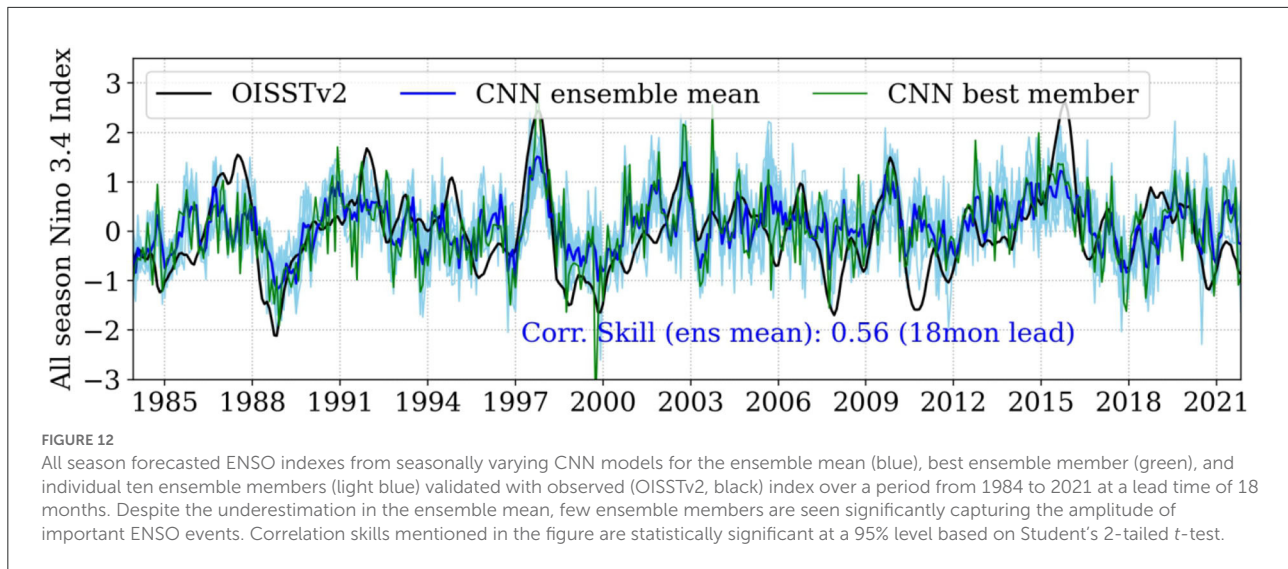 All season Nino 3.4 Index
3
2
1
0
−1
−2
−3
OISSTv2 CNN ensemble mean CNN best member
Corr. Skill (ens mean): 0.56 (18mon lead)
1985 1988 1991 1994 1997 2000 2003 2006 2009 2012 2015 2018 2021
FIGURE 12
All season forecasted ENSO indexes from seasonally varying CNN models for the ensemble mean (blue), best ensemble member (green), and
individual ten ensemble members (light blue) validated with observed (OISSTv2, black) index over a period from 1984 to 2021 at a lead time of 18
months. Despite the underestimation in the ensemble mean, few ensemble members are seen significantly capturing the amplitude of
important ENSO events. Correlation skills mentioned in the figure are statistically significant at a 95% level based on Student’s 2-tailed t-test.